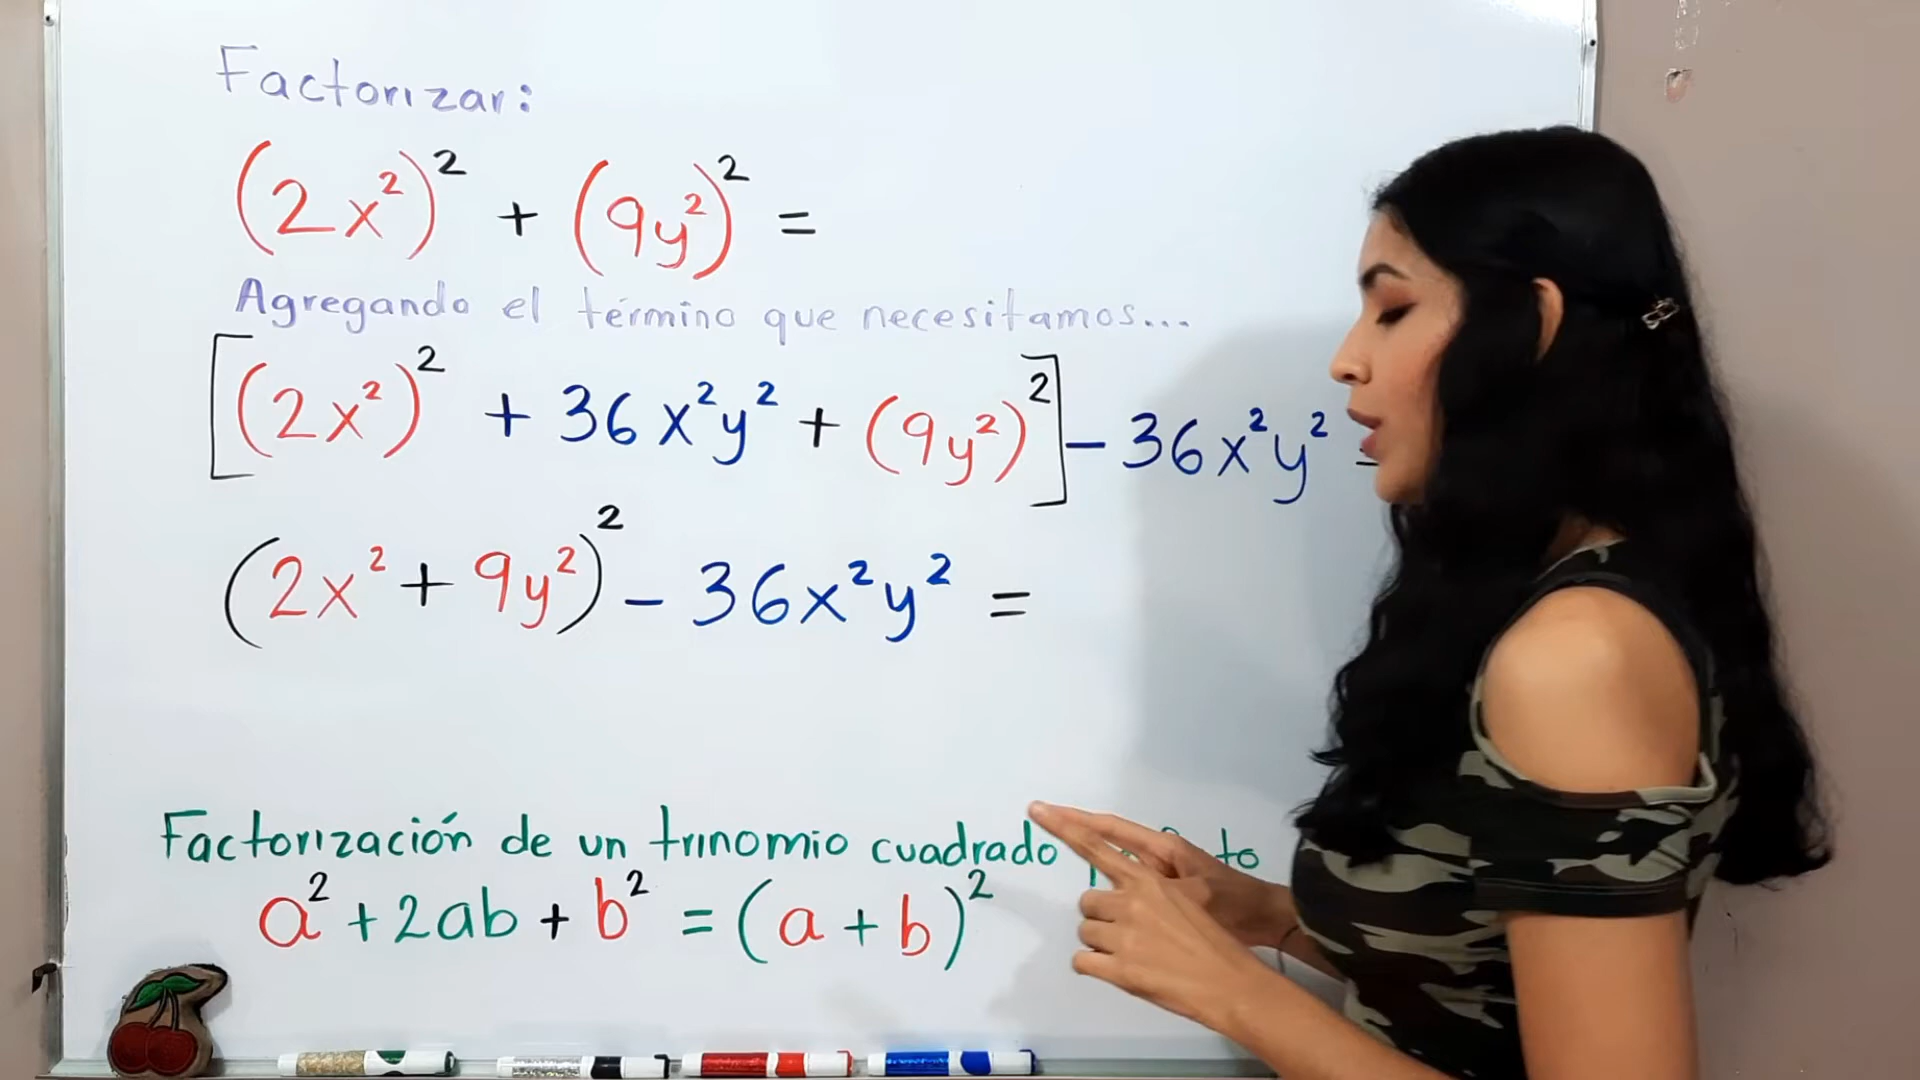 Factorizar:
(2x²)² + (9y²)² =
Agregando el término que necesitamos...
[(2x²)² + 36x²y² + (9y²)²] - 36x²y²
(2x² + 9y²)² - 36x²y² =
Factorización de un trinomio cuadrado
a² + 2ab + b² = (a + b)²